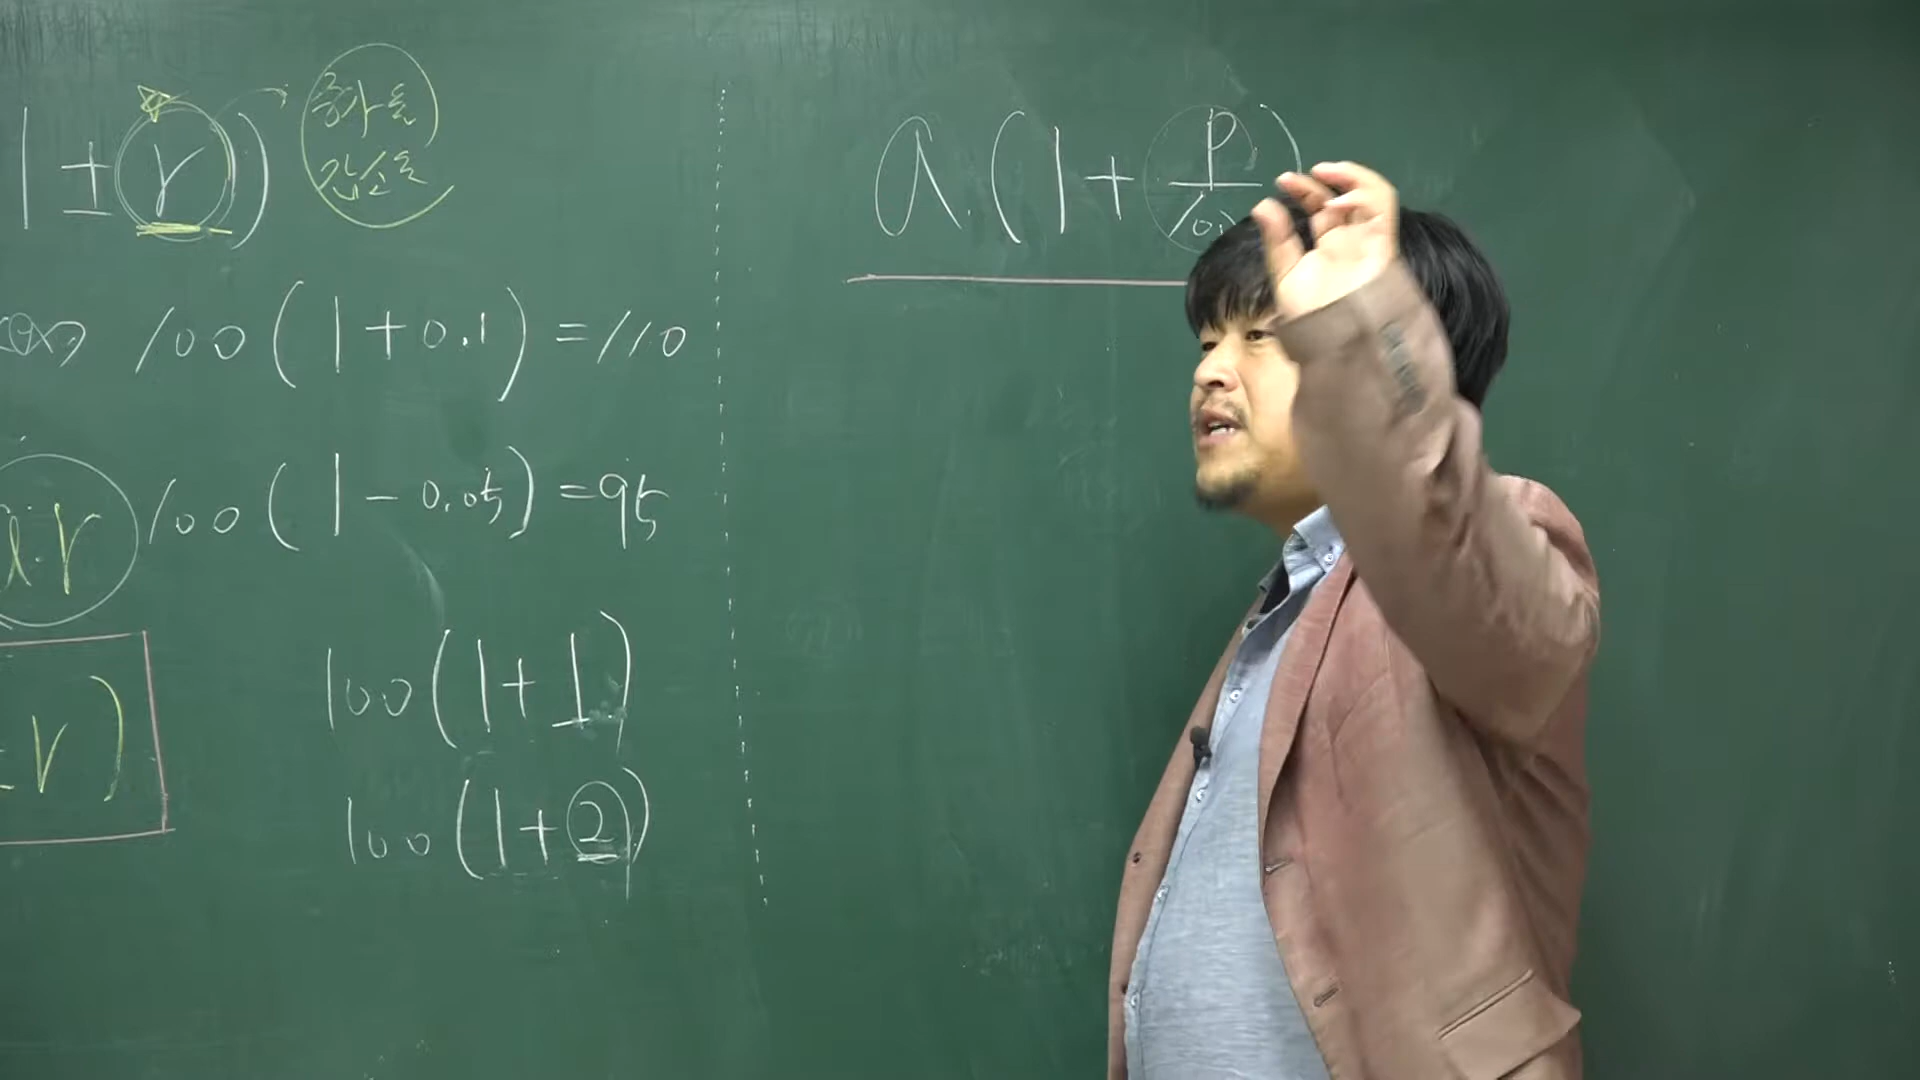 1 ± r )
증가율
감소율
100 ( 1 + 0.1 ) = 110
r 100 ( 1 - 0.05 ) = 95
100 ( 1 + 1 )
r ) 100 ( 1 + 2 )
a. ( 1 + P/100 )